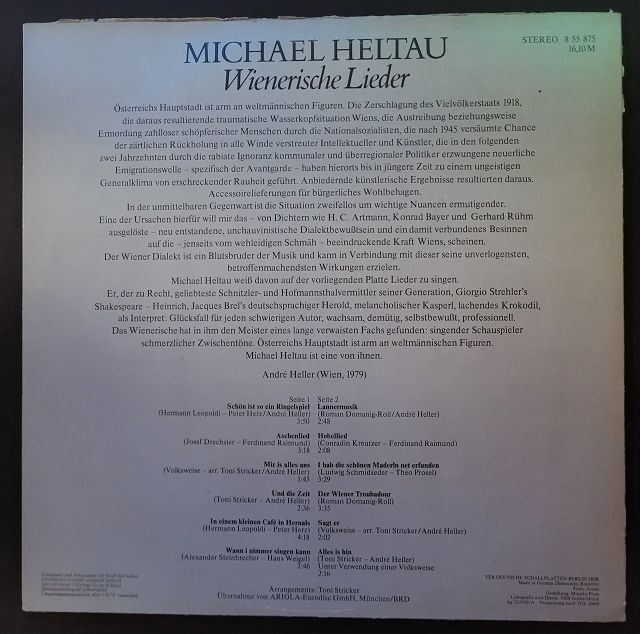 MICHAEL HELTAU
STEREO 8 55 875
16,10 M
Wienerische Lieder
Österreichs Hauptstadt ist arm an weltmännischen Figuren. Die Zerschlagung des Vielvölkerstaats 1918,
die daraus resultierende traumatische Wasserkopfsituation Wiens, die Austreibung beziehungsweise
Ermordung zahlloser schöpferischer Menschen durch die Nationalsozialisten, die nach 1945 versäumte Chance
der zärtlichen Rückholung in alle Winde verstreuter Intellektueller und Künstler, die in den folgenden
zwei Jahrzehnten durch die rabiate Ignoranz kommunaler und überregionaler Politiker erzwungene neuerliche
Emigrationswelle – spezifisch der Avantgarde – haben hierorts bis in jüngere Zeit zu einem ungeistigen
Generalklima von erschreckender Rauheit geführt. Anbiedernde künstlerische Ergebnisse resultierten daraus.
Accessoirelieferungen für bürgerliches Wohlbehagen.
In der unmittelbaren Gegenwart ist die Situation zweifellos um wichtige Nuancen ermutigender.
Eine der Ursachen hierfür will mir das – von Dichtern wie H. C. Artmann, Konrad Bayer und Gerhard Rühm
ausgelöste – neu entstandene, unchauvinistische Dialektbewußtsein und ein damit verbundenes Besinnen
auf die – jenseits vom wehleidigen Schmäh – beeindruckende Kraft Wiens, scheinen.
Der Wiener Dialekt ist ein Blutsbruder der Musik und kann in Verbindung mit dieser seine unverlogensten,
betroffenmachendsten Wirkungen erzielen.
Michael Heltau weiß davon auf der vorliegenden Platte Lieder zu singen.
Er, der zu Recht, geliebteste Schnitzler- und Hofmannsthalvermittler seiner Generation, Giorgio Strehler's
Shakespeare – Heinrich, Jacques Brel's deutschsprachiger Herold, melancholischer Kasperl, lachendes Krokodil,
als Interpret: Glücksfall für jeden schwierigen Autor, wachsam, demütig, selbstbewußt, professionell.
Das Wienerische hat in ihm den Meister eines lange verwaisten Fachs gefunden: singender Schauspieler
schmerzlicher Zwischentöne. Österreichs Hauptstadt ist arm an weltmännischen Figuren.
Michael Heltau ist eine von ihnen.
André Heller (Wien, 1979)
Seite 1
Schön ist so ein Ringelspiel
(Hermann Leopoldi – Peter Herz/André Heller)
3:50
Aschenlied
(Josef Drechsler – Ferdinand Raimund)
3:18
Mir is alles ans
(Volksweise – arr. Toni Stricker/André Heller)
1:45
Und die Zeit
(Toni Stricker – André Heller)
2:36
In einem kleinen Café in Hernals
(Hermann Leopoldi – Peter Herz)
4:18
Wann i nimmer singen kann
(Alexander Steinbrecher – Hans Weigel)
2:46
Seite 2
Lannermusik
(Roman Domanig-Roll/André Heller)
2:48
Hobellied
(Conradin Kreutzer – Ferdinand Raimund)
2:08
I hab die schönen Maderln net erfunden
(Ludwig Schmidseder – Theo Prosel)
3:29
Der Wiener Troubadour
(Roman Domanig-Roll)
3:35
Sagt er
(Volksweise – arr. Toni Stricker/André Heller)
2:02
Alles is hin
(Toni Stricker – André Heller)
Unter Verwendung einer Volksweise
2:16
Arrangements: Toni Stricker
Übernahme von ARIOLA-Eurodisc GmbH, München/BRD
VEB DEUTSCHE SCHALLPLATTEN BERLIN DDR
Made in German Democratic Republic